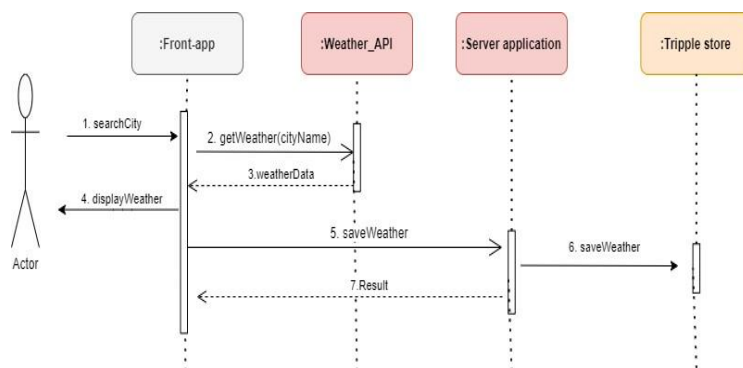 :Front-app
:Weather_API
:Server application
:Tripple store
1. searchCity
2. getWeather(cityName)
3.weatherData
4. displayWeather
5. saveWeather
6. saveWeather
7.Result
Actor